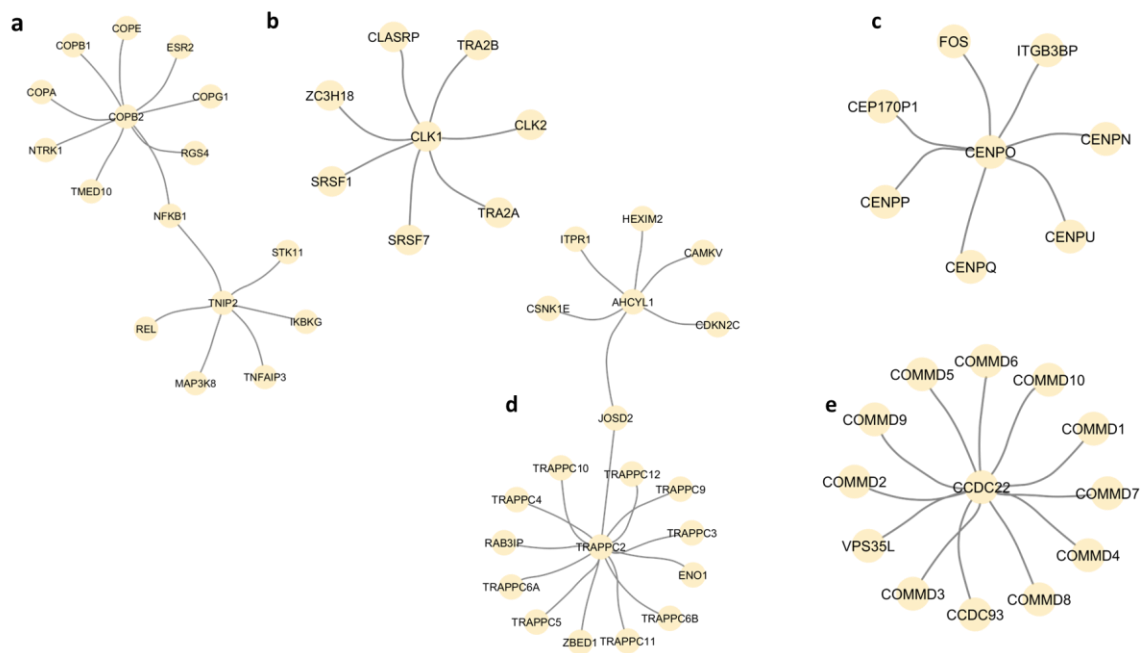 a
COPE
COPB1
ESR2
COPA
COPG1
COPB2
NTRK1
RGS4
TMED10
NFKB1
STK11
TNIP2
REL
IKBKG
MAP3K8
TNFAIP3
b
CLASRP
TRA2B
ZC3H18
CLK2
CLK1
SRSF1
TRA2A
SRSF7
c
FOS
ITGB3BP
CEP170P1
CENPN
CENPO
CENPP
CENPU
CENPQ
HEXIM2
ITPR1
CAMKV
AHCYL1
CSNK1E
CDKN2C
d
JOSD2
TRAPPC10
TRAPPC12
TRAPPC9
TRAPPC4
TRAPPC3
RAB3IP
TRAPPC2
ENO1
TRAPPC6A
TRAPPC5
TRAPPC6B
ZBED1
TRAPPC11
e
COMMD6
COMMD5
COMMD10
COMMD9
COMMD1
COMMD2
CCDC22
COMMD7
VPS35L
COMMD4
COMMD3
COMMD8
CCDC93